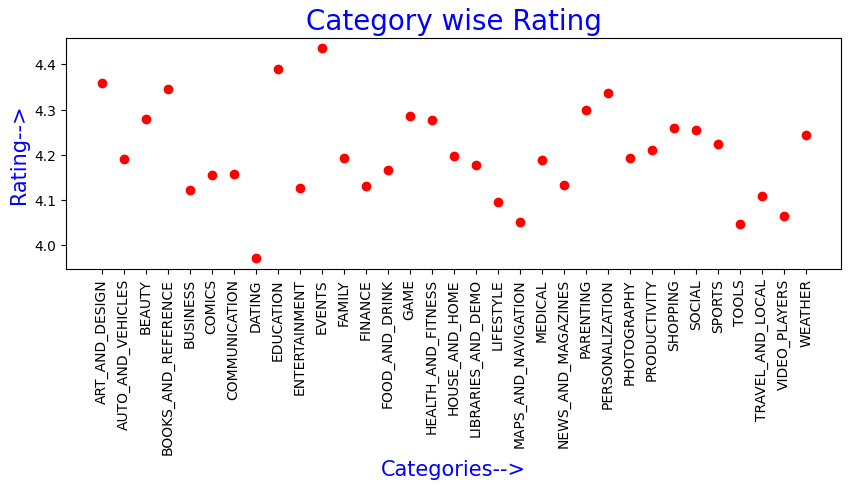 Category wise Rating
Rating-->
4.4
4.3
4.2
4.1
4.0
ART_AND_DESIGN
AUTO_AND_VEHICLES
BEAUTY
BOOKS_AND_REFERENCE
BUSINESS
COMICS
COMMUNICATION
DATING
EDUCATION
ENTERTAINMENT
EVENTS
FAMILY
FINANCE
FOOD_AND_DRINK
GAME
HEALTH_AND_FITNESS
HOUSE_AND_HOME
LIBRARIES_AND_DEMO
LIFESTYLE
MAPS_AND_NAVIGATION
MEDICAL
NEWS_AND_MAGAZINES
PARENTING
PERSONALIZATION
PHOTOGRAPHY
PRODUCTIVITY
SHOPPING
SOCIAL
SPORTS
TOOLS
TRAVEL_AND_LOCAL
VIDEO_PLAYERS
WEATHER
Categories-->